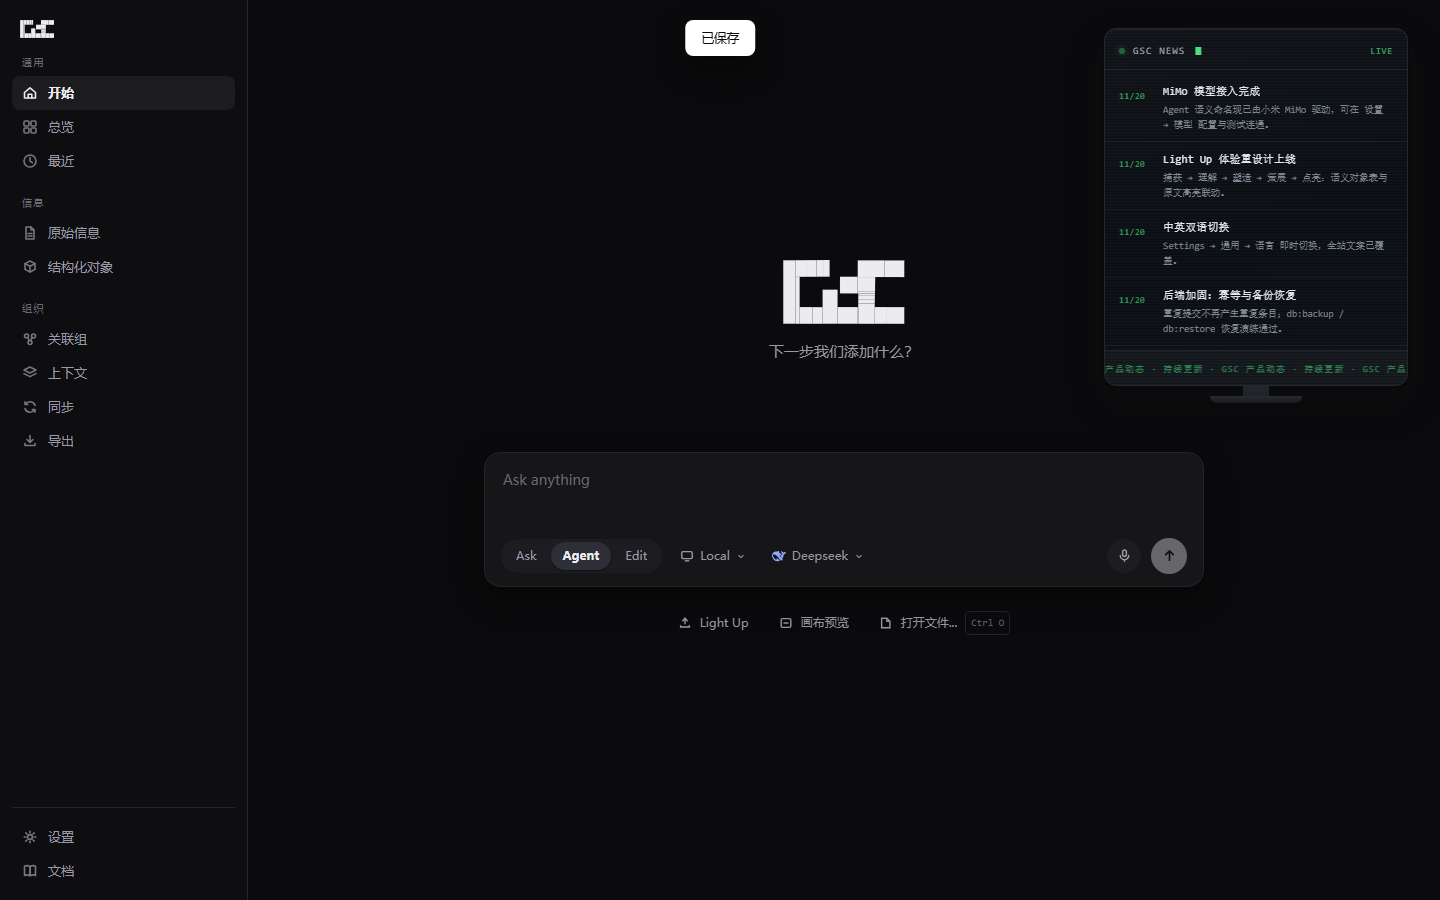 GSC
通用
开始
总览
最近
信息
原始信息
结构化对象
组织
关联组
上下文
同步
导出
设置
文档
已保存
GSC
下一步我们添加什么?
Ask anything
Ask Agent Edit Local Deepseek
Light Up 画布预览 打开文件... Ctrl O
GSC NEWS LIVE
11/20 MiMo 模型接入完成
Agent 语义命名现已由小米 MiMo 驱动，可在 设置
→ 模型 配置与测试连通。
11/20 Light Up 体验重设计上线
捕获 → 理解 → 塑造 → 策展 → 点亮：语义对象表与
原文高亮联动。
11/20 中英双语切换
Settings → 通用 → 语言 即时切换，全站文案已覆
盖。
11/20 后端加固：幂等与备份恢复
重复提交不再产生重复条目；db:backup /
db:restore 恢复演练通过。
产品动态 · 持续更新 · GSC 产品动态 · 持续更新 · GSC 产品